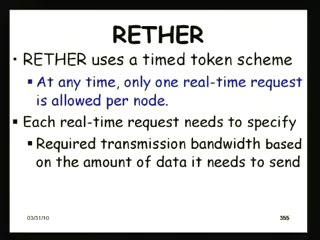 RETHER
• RETHER uses a timed token scheme
▪ At any time, only one real-time request
is allowed per node.
▪ Each real-time request needs to specify
▪ Required transmission bandwidth based
on the amount of data it needs to send
03/31/10 355